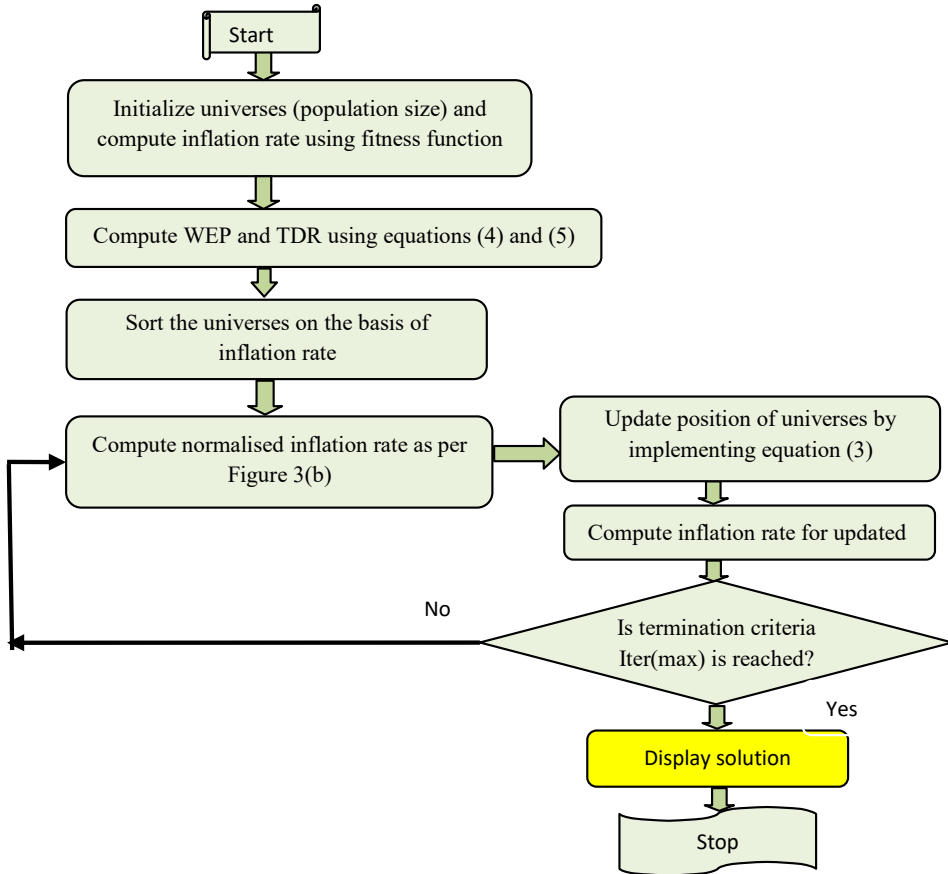 Start
Initialize universes (population size) and
compute inflation rate using fitness function
Compute WEP and TDR using equations (4) and (5)
Sort the universes on the basis of
inflation rate
Compute normalised inflation rate as per
Figure 3(b)
Update position of universes by
implementing equation (3)
Compute inflation rate for updated
No
Is termination criteria
Iter(max) is reached?
Yes
Display solution
Stop